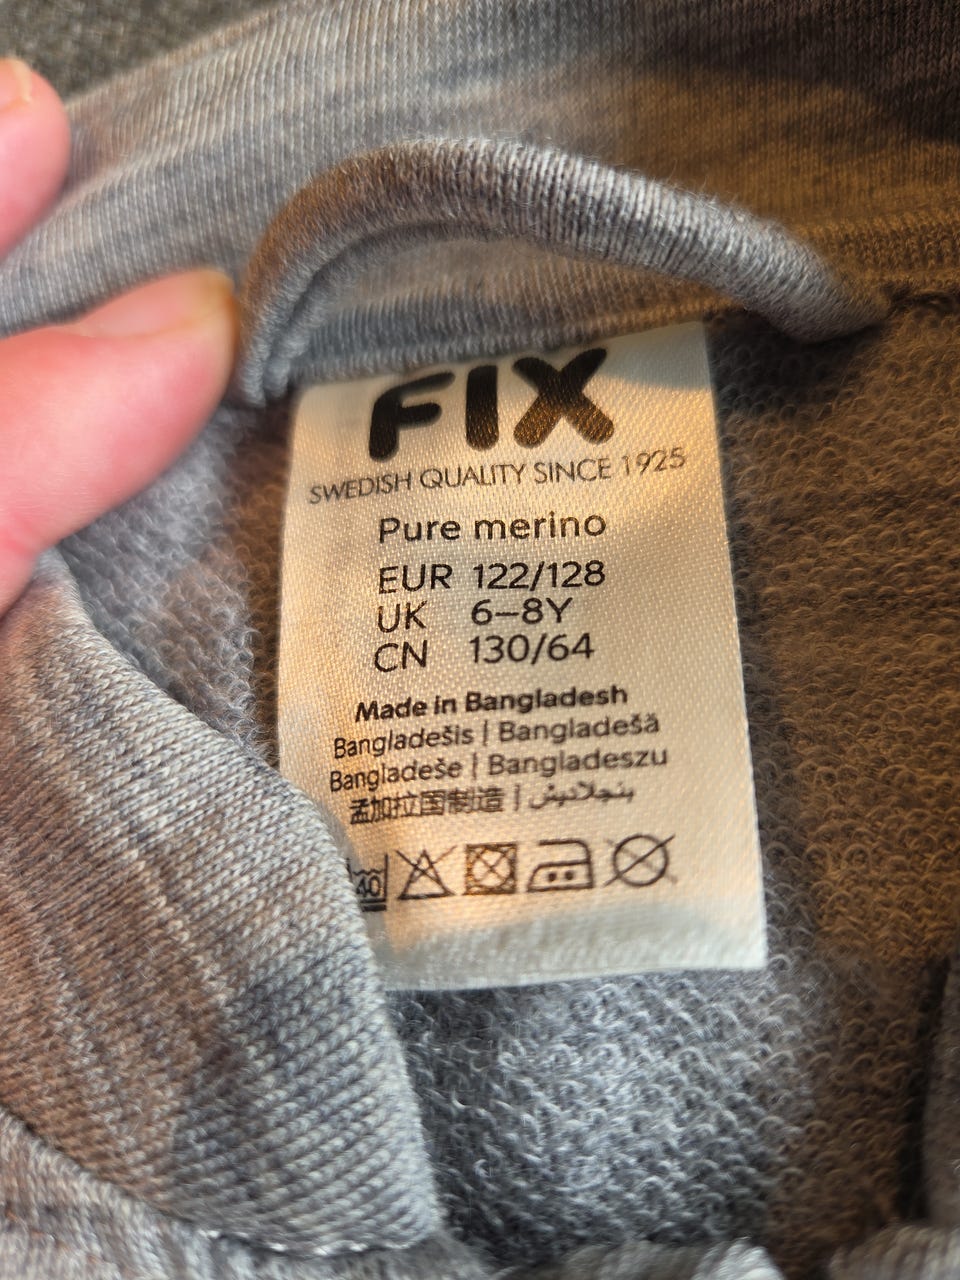 FIX
SWEDISH QUALITY SINCE 1925
Pure merino
EUR 122/128
UK 6–8Y
CN 130/64
Made in Bangladesh
Bangladešis | Bangladešā
Bangladeše | Bangladeszu
孟加拉国制造 | بنجلاديش
40